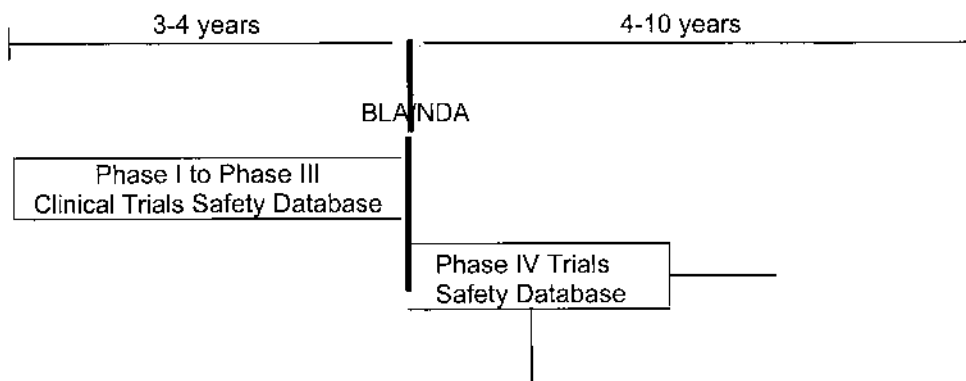 3-4 years
4-10 years
BLA/NDA
Phase I to Phase III
Clinical Trials Safety Database
Phase IV Trials
Safety Database